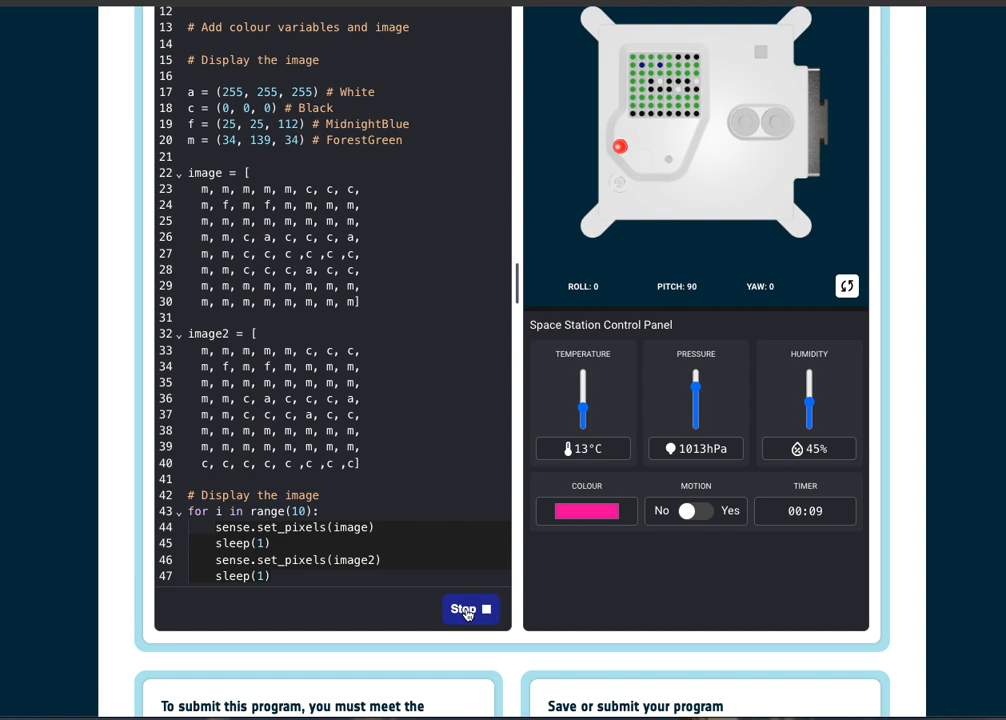 12
13 # Add colour variables and image
14
15 # Display the image
16
17 a = (255, 255, 255) # White
18 c = (0, 0, 0) # Black
19 f = (25, 25, 112) # MidnightBlue
20 m = (34, 139, 34) # ForestGreen
21
22 image = [
23 m, m, m, m, m, c, c, c,
24 m, f, m, f, m, m, m, m,
25 m, m, m, m, m, m, m, m,
26 m, m, c, a, c, c, c, a,
27 m, m, c, c, c ,c ,c ,c,
28 m, m, c, c, c, a, c, c,
29 m, m, m, m, m, m, m, m,
30 m, m, m, m, m, m, m, m]
31
32 image2 = [
33 m, m, m, m, m, c, c, c,
34 m, f, m, f, m, m, m, m,
35 m, m, m, m, m, m, m, m,
36 m, m, c, a, c, c, c, a,
37 m, m, c, c, c, a, c, c,
38 m, m, m, m, m, m, m, m,
39 m, m, m, m, m, m, m, m,
40 c, c, c, c, c ,c ,c ,c]
41
42 # Display the image
43 for i in range(10):
44 sense.set_pixels(image)
45 sleep(1)
46 sense.set_pixels(image2)
47 sleep(1)
Stop
ROLL: 0 PITCH: 90 YAW: 0
Space Station Control Panel
TEMPERATURE PRESSURE HUMIDITY
13°C 1013hPa 45%
COLOUR MOTION TIMER
No Yes 00:09
To submit this program, you must meet the
Save or submit your program